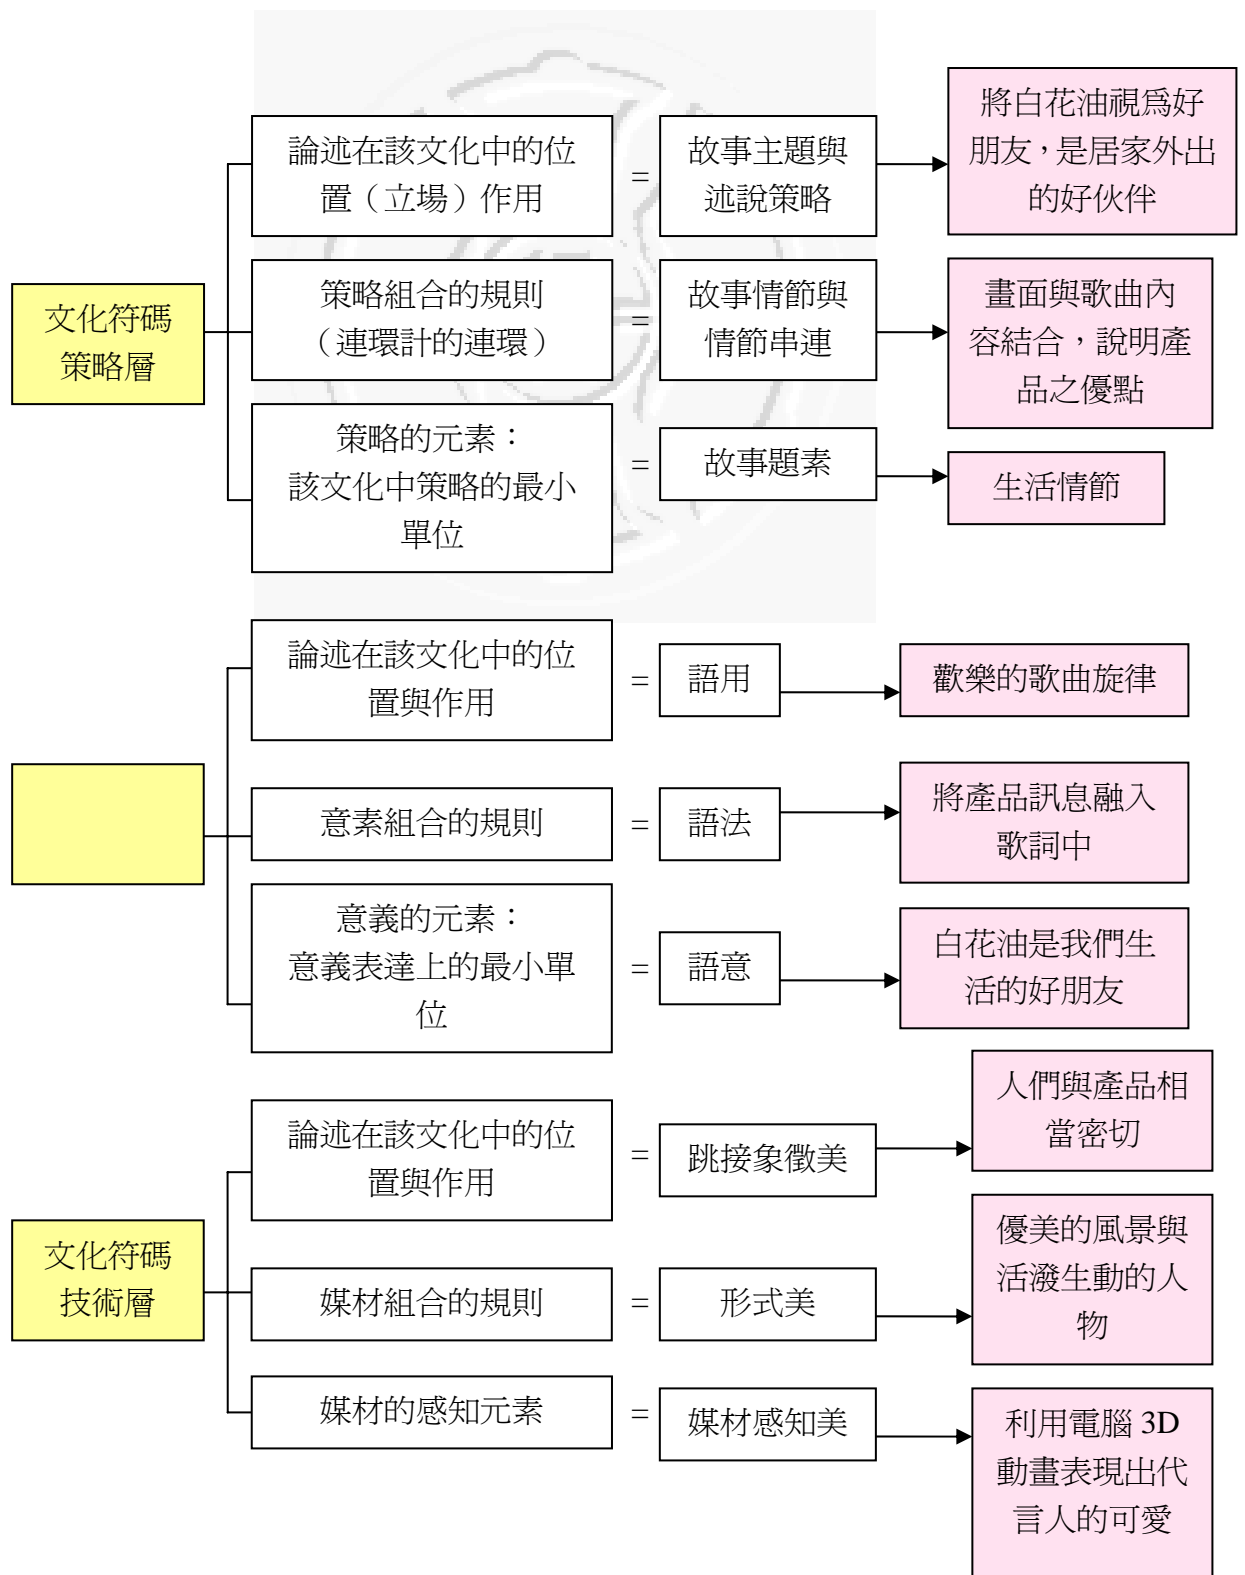 文化符碼
策略層
論述在該文化中的位
置（立場）作用
=
故事主題與
述說策略
將白花油視為好
朋友，是居家外出
的好伙伴
策略組合的規則
（連環計的連環）
=
故事情節與
情節串連
畫面與歌曲內
容結合，說明產
品之優點
策略的元素：
該文化中策略的最小
單位
=
故事題素
生活情節
論述在該文化中的位
置與作用
=
語用
歡樂的歌曲旋律
意素組合的規則
=
語法
將產品訊息融入
歌詞中
意義的元素：
意義表達上的最小單
位
=
語意
白花油是我們生
活的好朋友
文化符碼
技術層
論述在該文化中的位
置與作用
=
跳接象徵美
人們與產品相
當密切
媒材組合的規則
=
形式美
優美的風景與
活潑生動的人
物
媒材的感知元素
=
媒材感知美
利用電腦 3D
動畫表現出代
言人的可愛